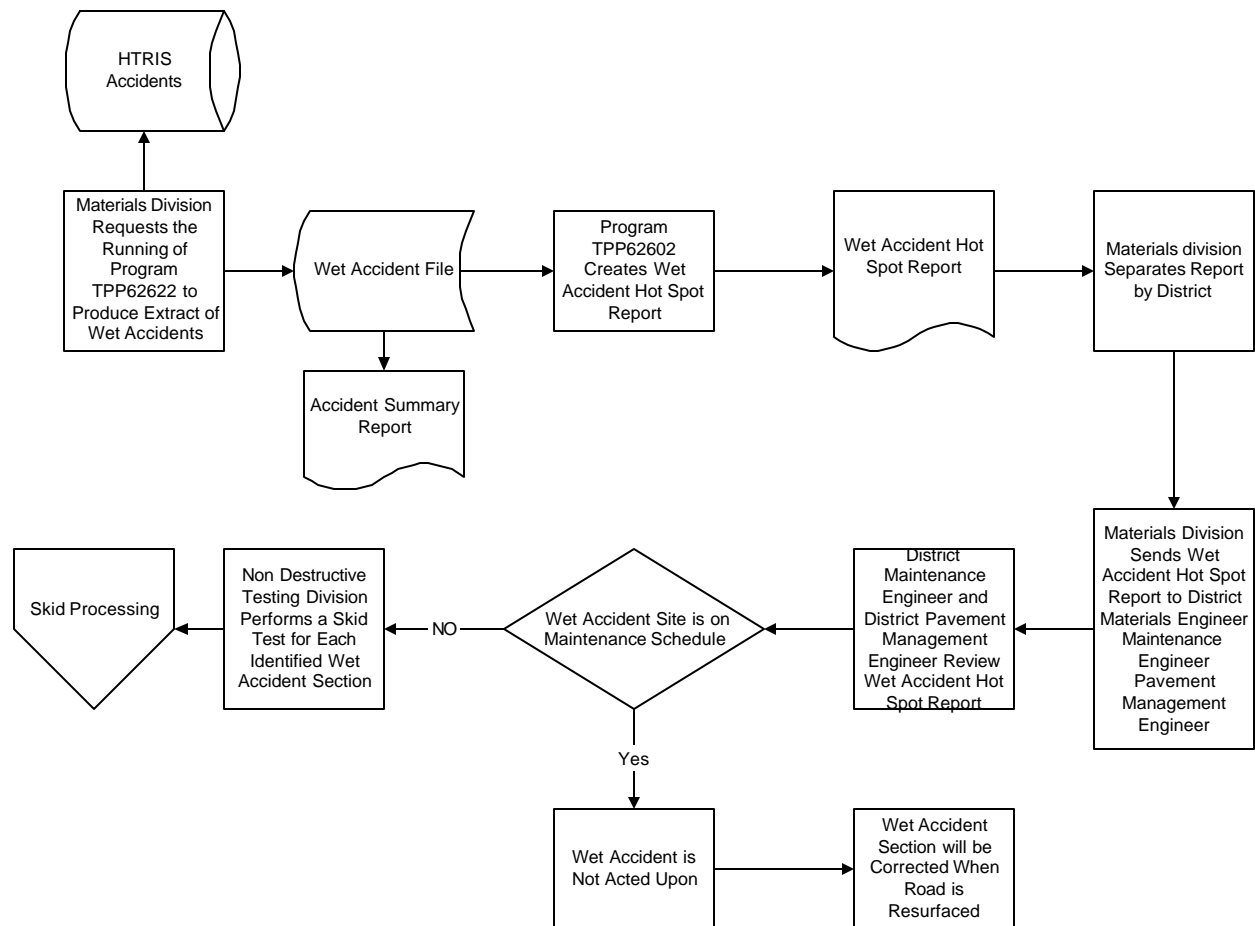 HTRIS
Accidents
Materials Division
Requests the
Running of
Program
TPP62622 to
Produce Extract of
Wet Accidents
Wet Accident File
Program
TPP62602
Creates Wet
Accident Hot Spot
Report
Wet Accident Hot
Spot Report
Materials division
Separates Report
by District
Accident Summary
Report
Skid Processing
Non Destructive
Testing Division
Performs a Skid
Test for Each
Identified Wet
Accident Section
NO
Wet Accident Site is on
Maintenance Schedule
District
Maintenance
Engineer and
District Pavement
Management
Engineer Review
Wet Accident Hot
Spot Report
Materials Division
Sends Wet
Accident Hot Spot
Report to District
Materials Engineer
Maintenance
Engineer
Pavement
Management
Engineer
Yes
Wet Accident is
Not Acted Upon
Wet Accident
Section will be
Corrected When
Road is
Resurfaced